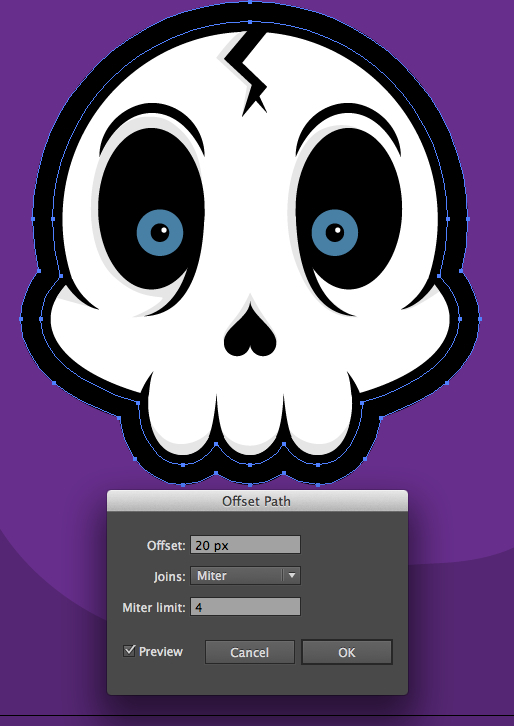 Offset Path
Offset: 20 px
Joins: Miter
Miter limit: 4
Preview Cancel OK